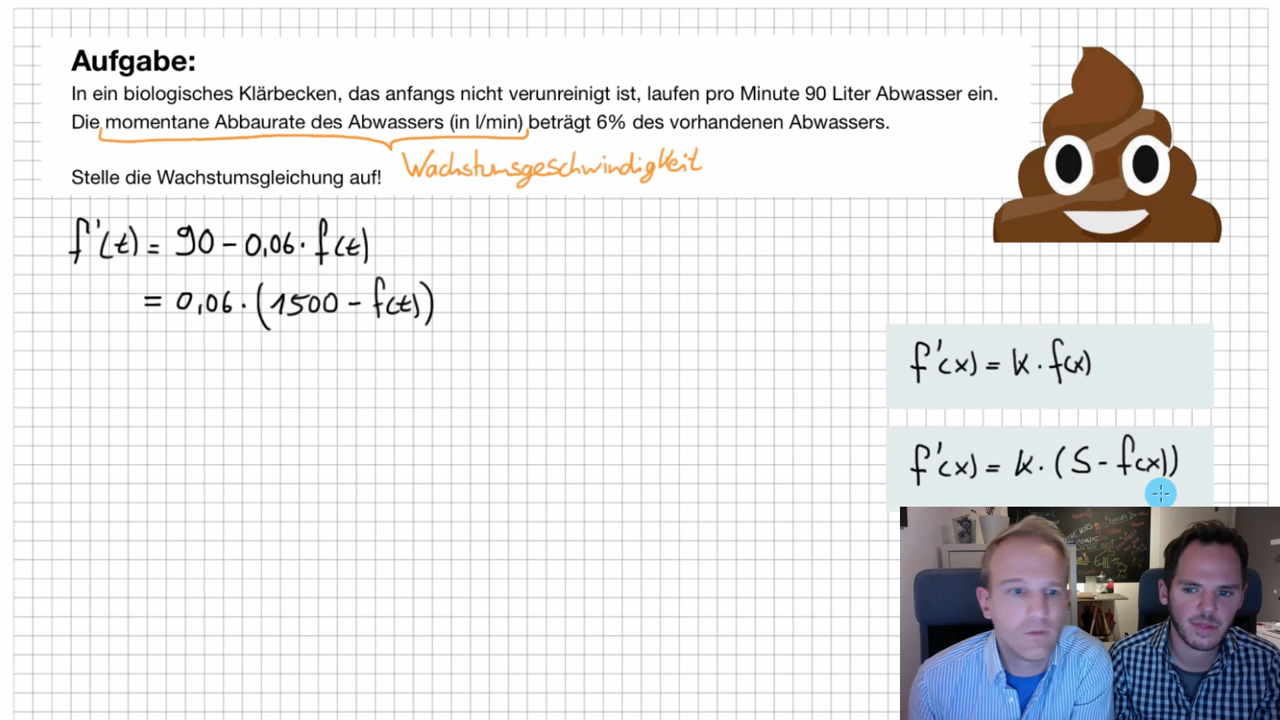 Aufgabe:
In ein biologisches Klärbecken, das anfangs nicht verunreinigt ist, laufen pro Minute 90 Liter Abwasser ein.
Die momentane Abbaurate des Abwassers (in l/min) beträgt 6% des vorhandenen Abwassers.
Wachstumsgeschwindigkeit
Stelle die Wachstumsgleichung auf!
f'(t) = 90 - 0,06 · f(t)
= 0,06 · (1500 - f(t))
f'(x) = k · f(x)
f'(x) = k · (S - f(x))